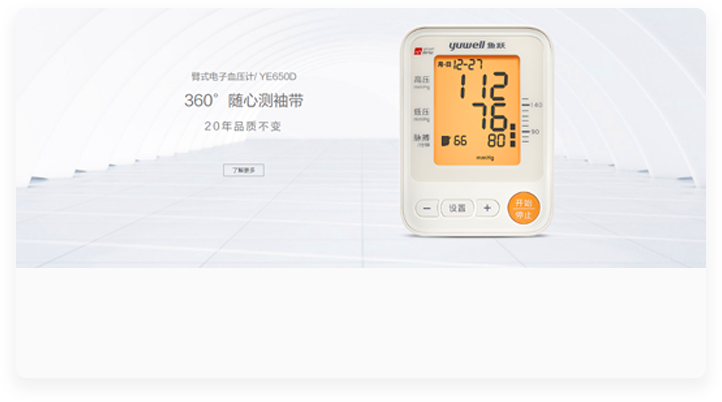 臂式电子血压计/ YE650D
360°随心测袖带
20年品质不变
了解更多
yuwell 鱼跃
月-日 12-27
高压 112
mmHg
低压 76
mmHg
脉搏 66 80
/分钟
mmHg
140
90
− 设置 +
开始
停止